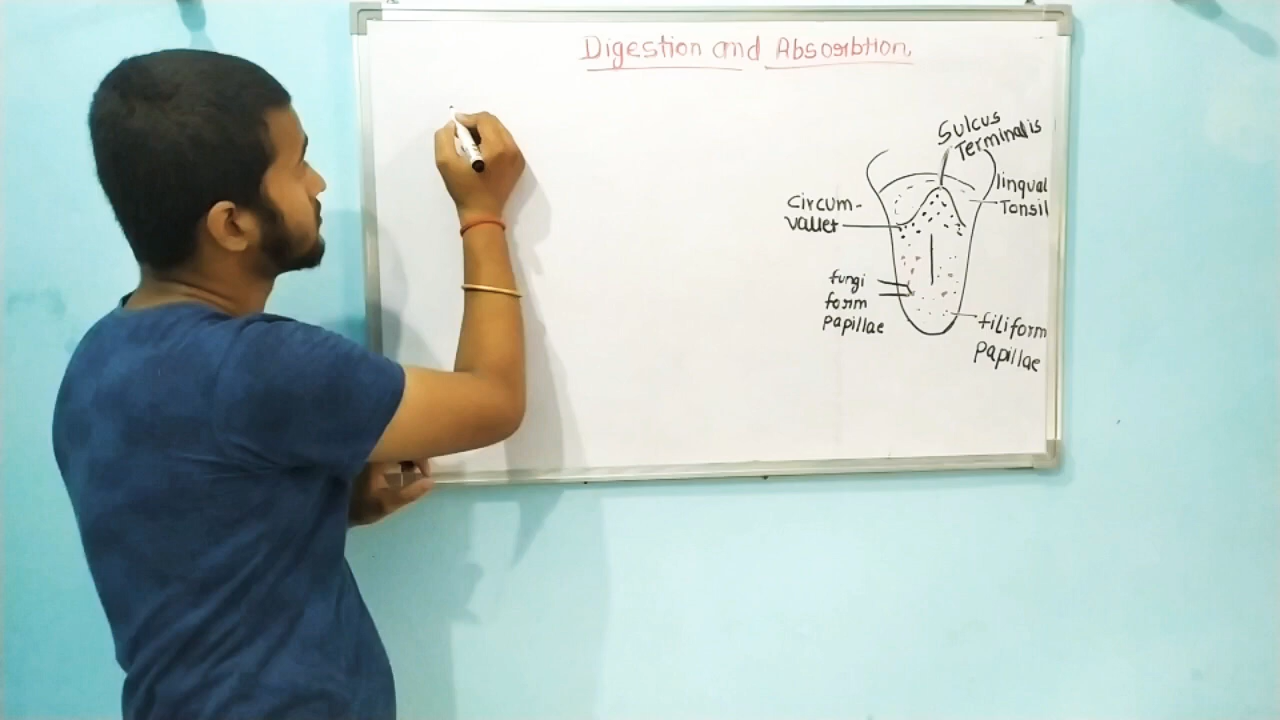 Digestion and Absorbtion.
Sulcus
Terminalis
lingual
Tonsil
Circum-
vallet
fungi
form
papillae
filiform
papillae